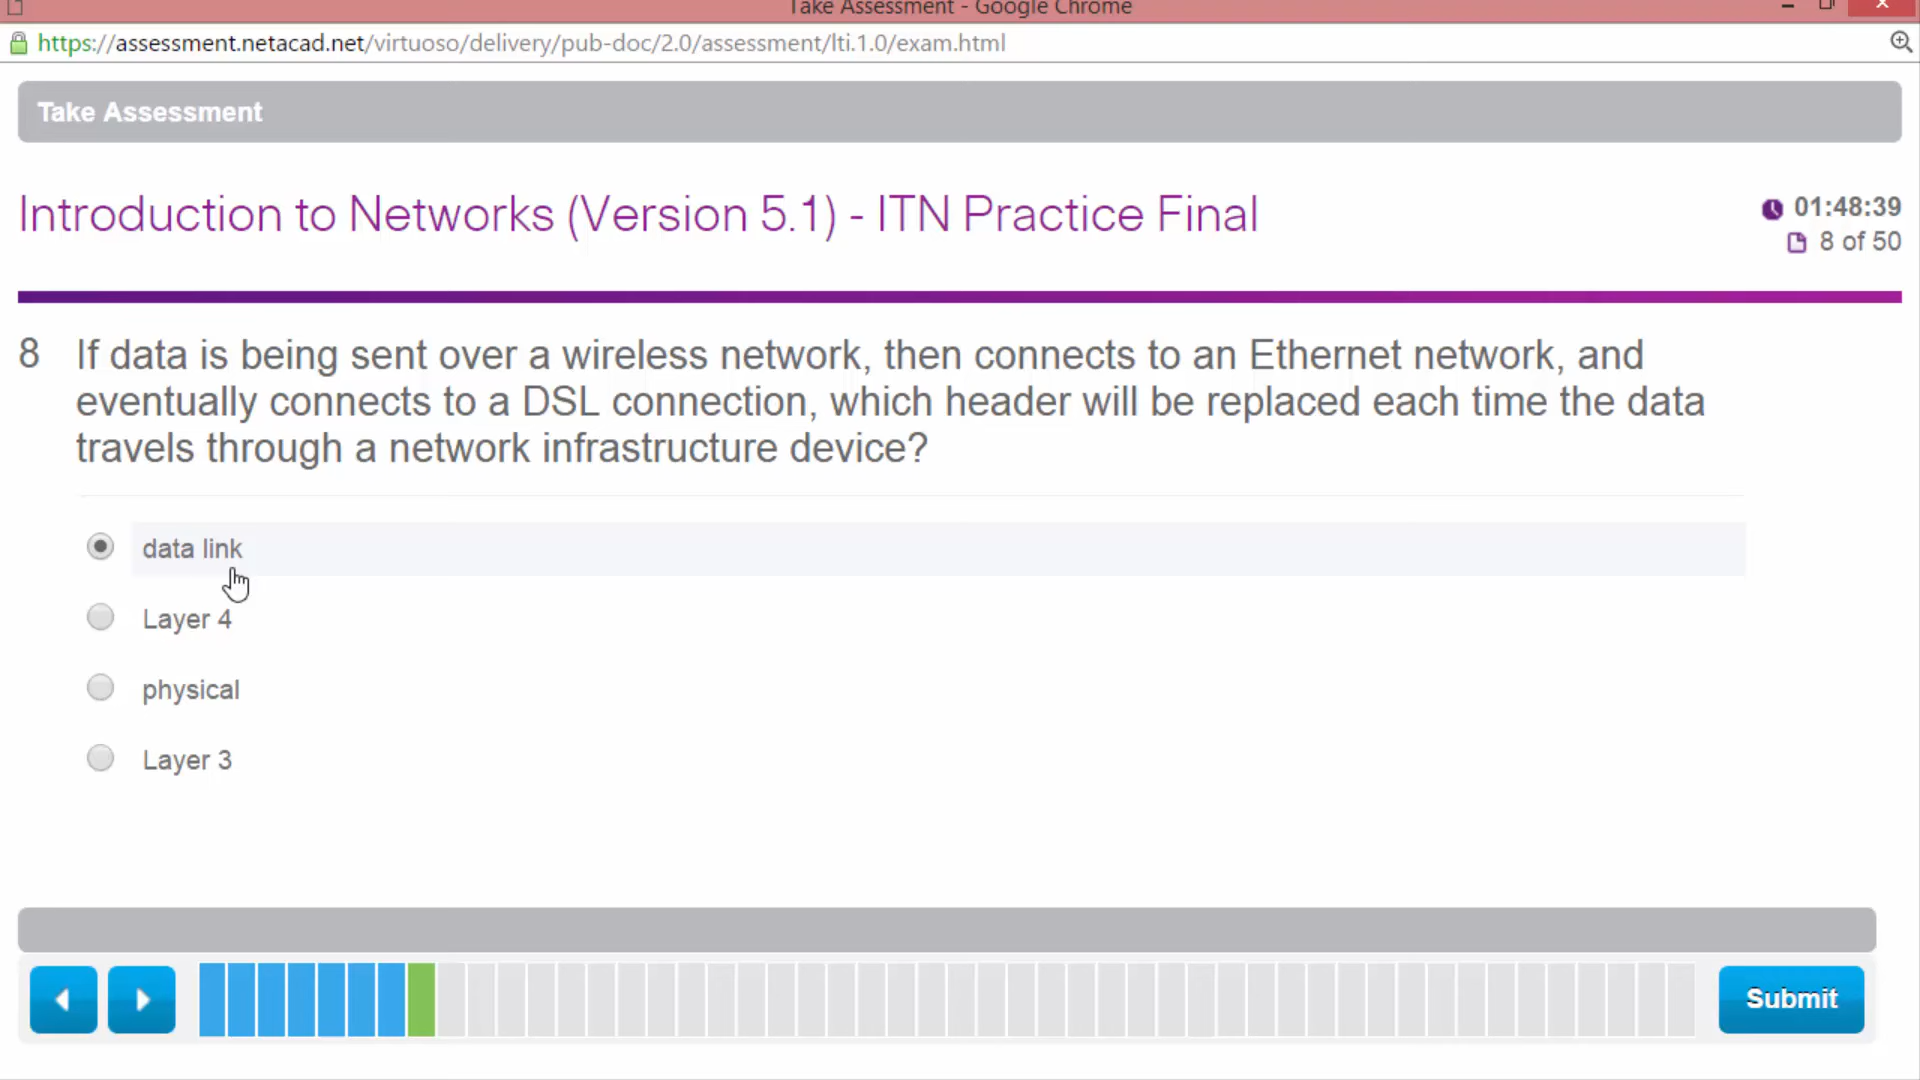 Take Assessment - Google Chrome
https://assessment.netacad.net/virtuoso/delivery/pub-doc/2.0/assessment/lti.1.0/exam.html
Take Assessment
Introduction to Networks (Version 5.1) - ITN Practice Final
01:48:39
8 of 50
8 If data is being sent over a wireless network, then connects to an Ethernet network, and
eventually connects to a DSL connection, which header will be replaced each time the data
travels through a network infrastructure device?
data link
Layer 4
physical
Layer 3
Submit